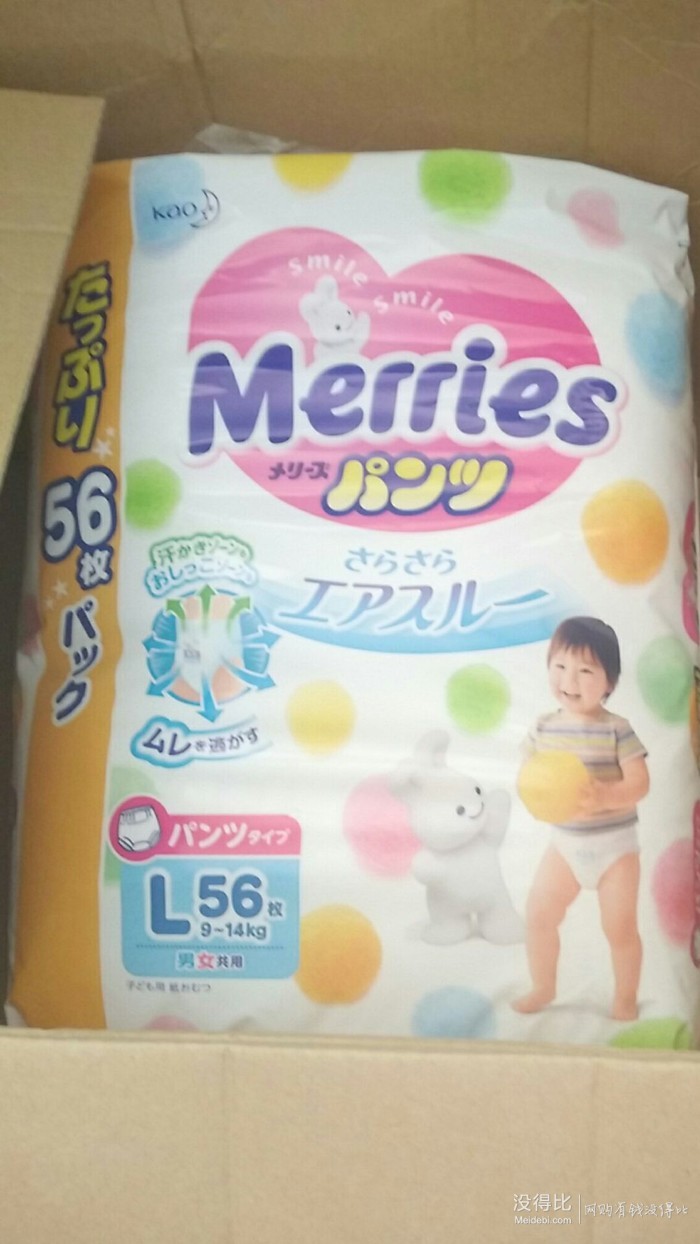 Kao
smile smile
Merries
メリーズ パンツ
さらさら
エアスルー
たっぷり
56枚
パック
汗かきゾーンも
おしっこゾーンも
ムレを逃がす
パンツタイプ
L 56枚
9~14kg
男女共用
子ども用 紙おむつ
没得比
Meidebi.com
网购有钱没得比